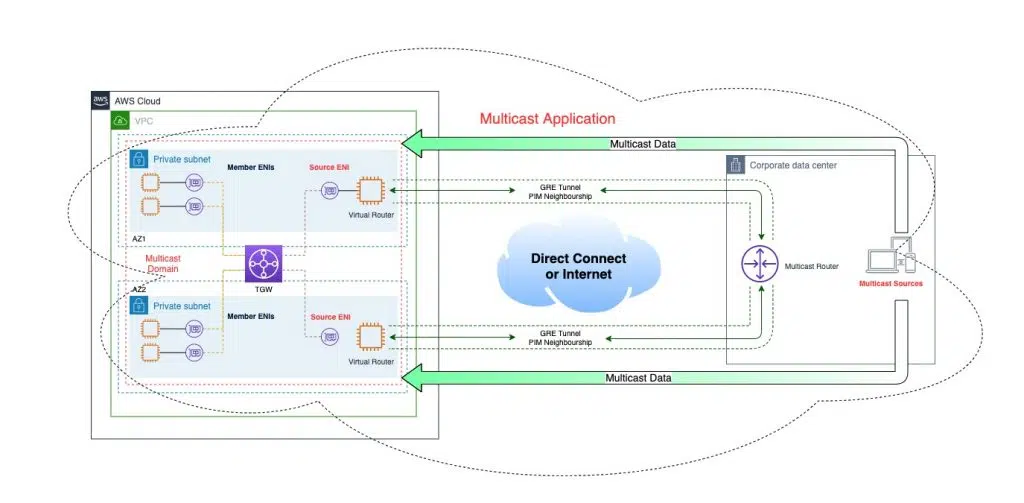 Multicast Application
aws
AWS Cloud
VPC
Multicast Data
Private subnet
Member ENIs
Source ENI
Virtual Router
AZ1
GRE Tunnel
PIM Neighbourship
Corporate data center
Multicast
Domain
TGW
Direct Connect
or Internet
Multicast Router
Multicast Sources
AZ2
Private subnet
Member ENIs
Source ENI
Virtual Router
GRE Tunnel
PIM Neighbourship
Multicast Data